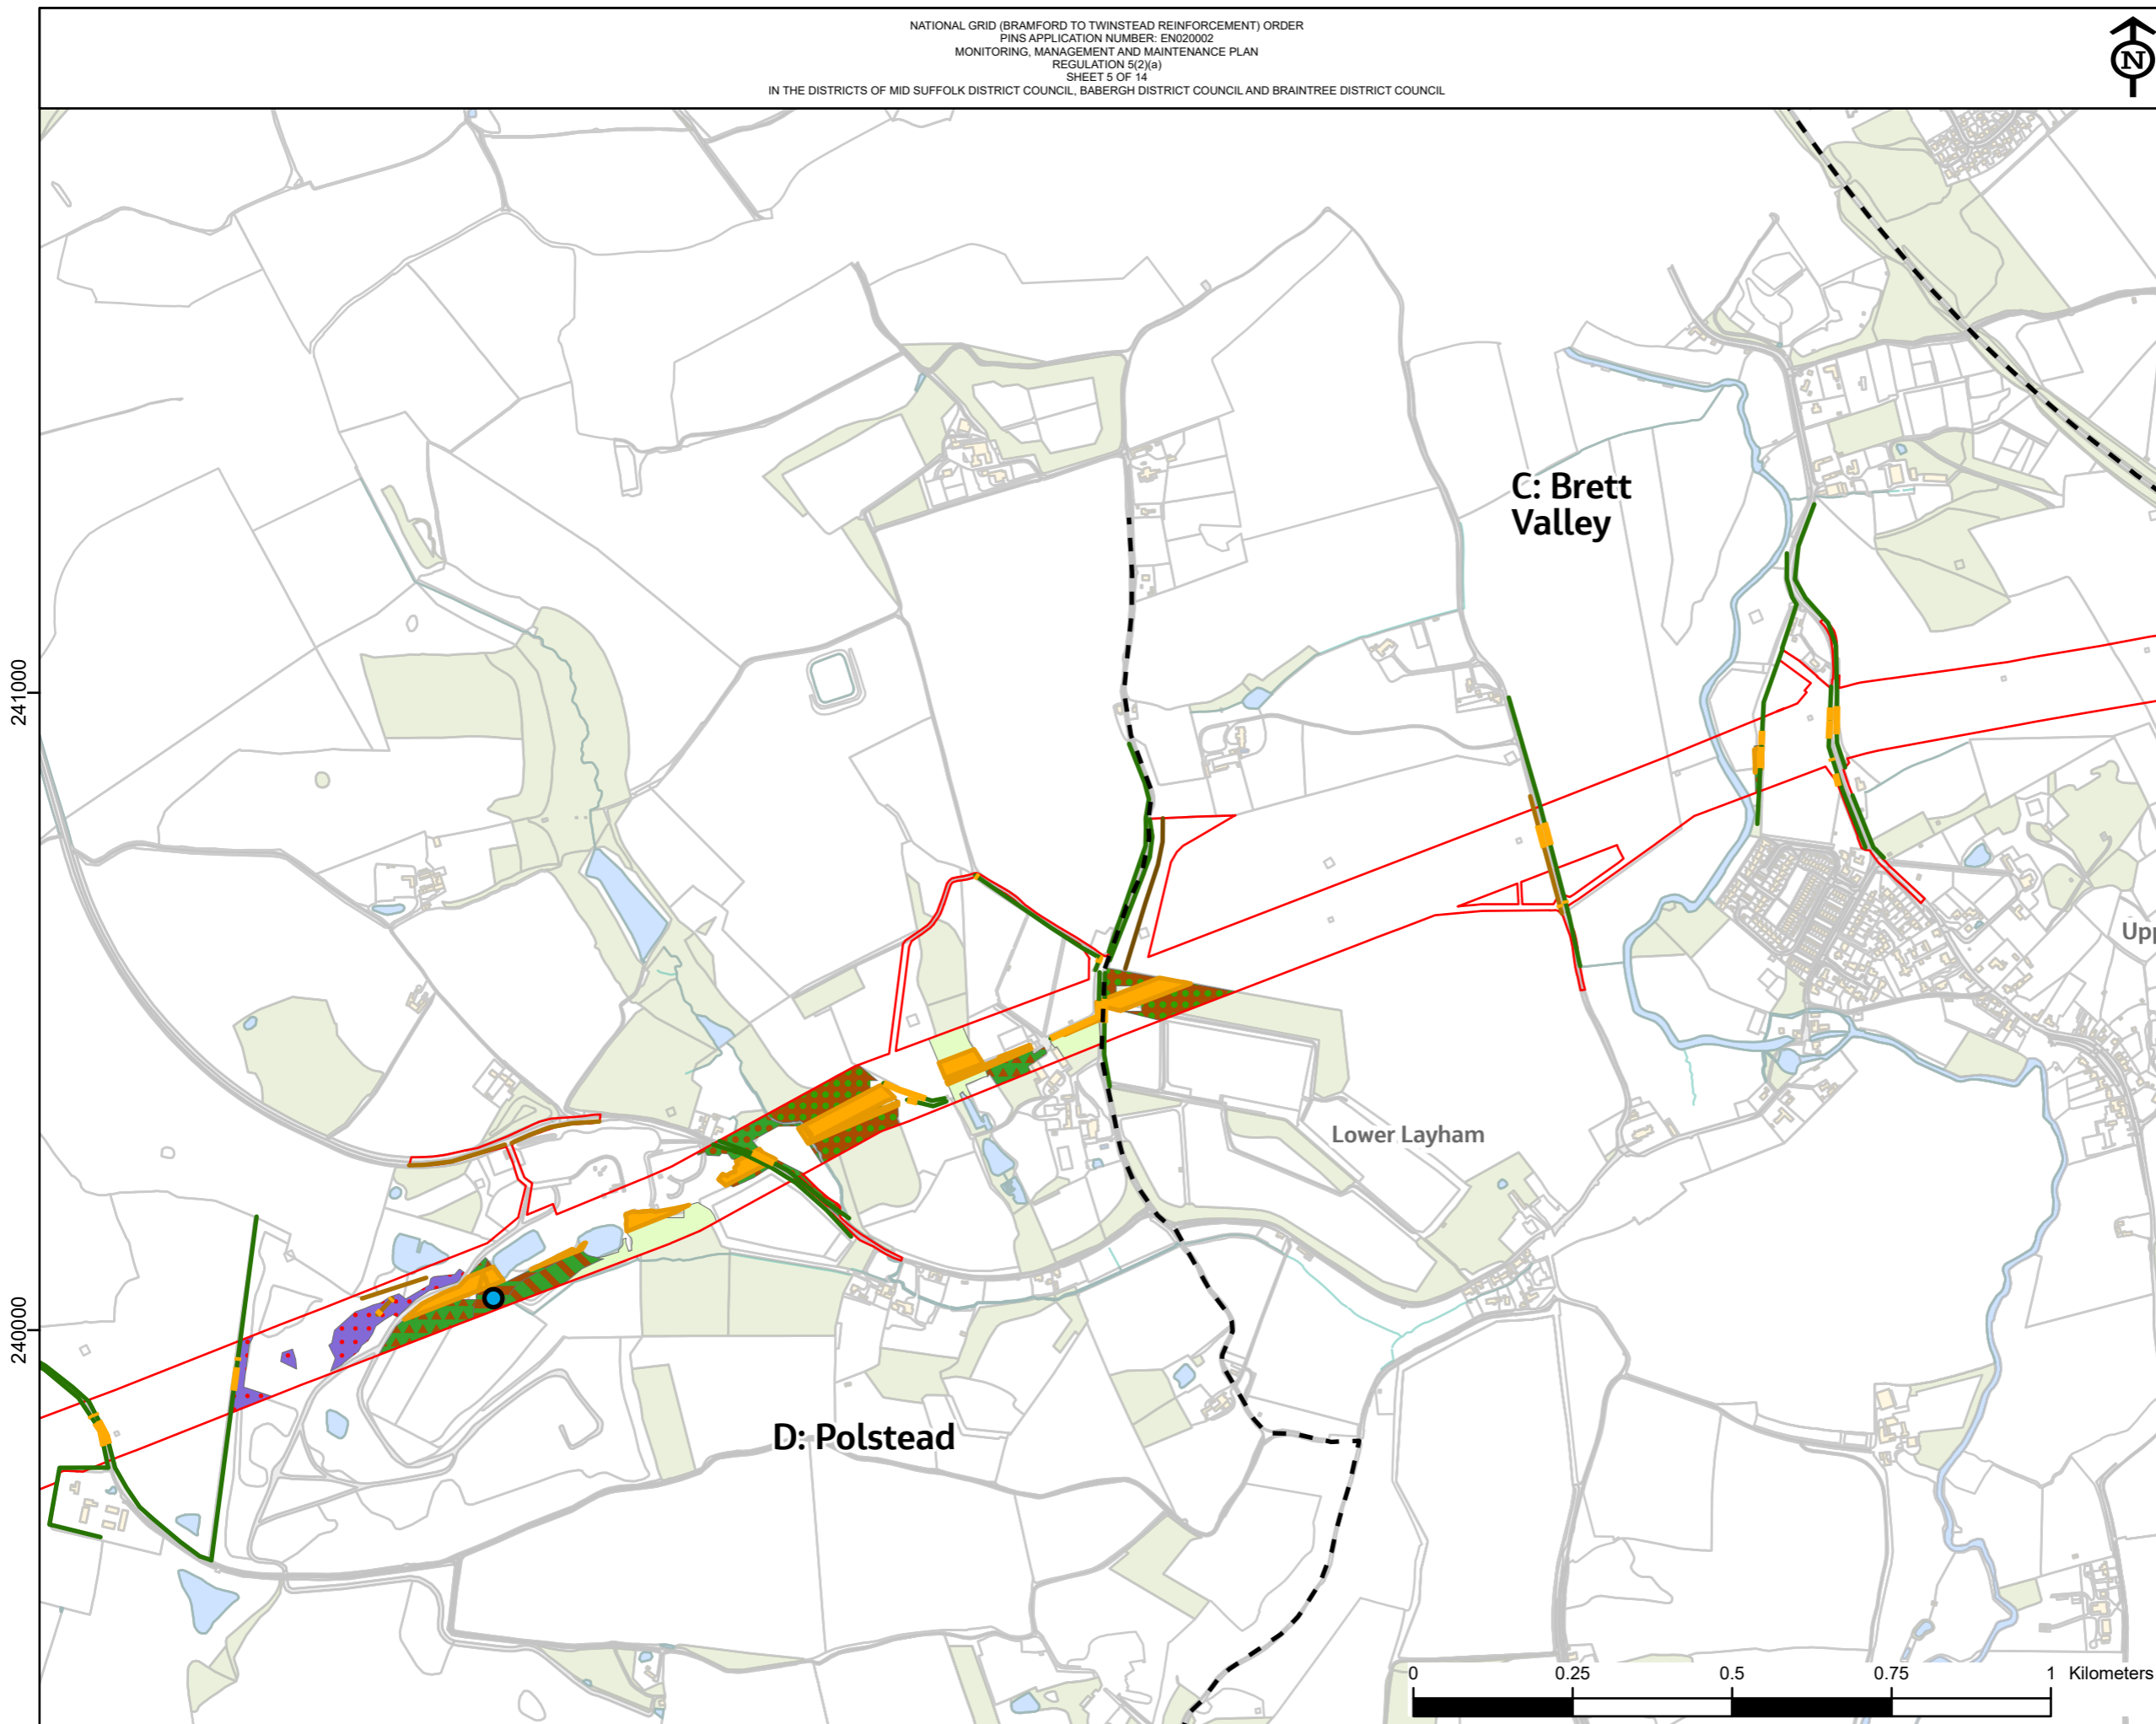 NATIONAL GRID (BRAMFORD TO TWINSTEAD REINFORCEMENT) ORDER
PINS APPLICATION NUMBER: EN020002
MONITORING, MANAGEMENT AND MAINTENANCE PLAN
REGULATION 5(2)(a)
SHEET 5 OF 14
IN THE DISTRICTS OF MID SUFFOLK DISTRICT COUNCIL, BABERGH DISTRICT COUNCIL AND BRAINTREE DISTRICT COUNCIL
N
C: Brett
Valley
241000
Upp
Lower Layham
240000
D: Polstead
0 0.25 0.5 0.75 1 Kilometers